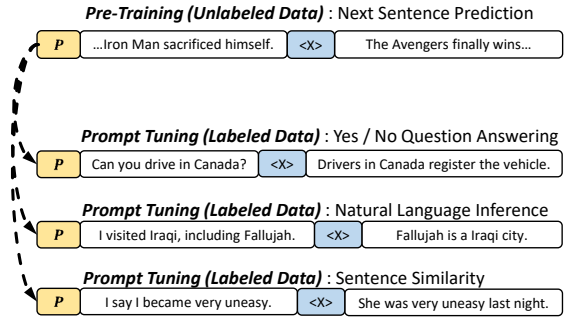 Pre-Training (Unlabeled Data) : Next Sentence Prediction
P ...Iron Man sacrificed himself. <X> The Avengers finally wins...
Prompt Tuning (Labeled Data) : Yes / No Question Answering
P Can you drive in Canada? <X> Drivers in Canada register the vehicle.
Prompt Tuning (Labeled Data) : Natural Language Inference
P I visited Iraqi, including Fallujah. <X> Fallujah is a Iraqi city.
Prompt Tuning (Labeled Data) : Sentence Similarity
P I say I became very uneasy. <X> She was very uneasy last night.